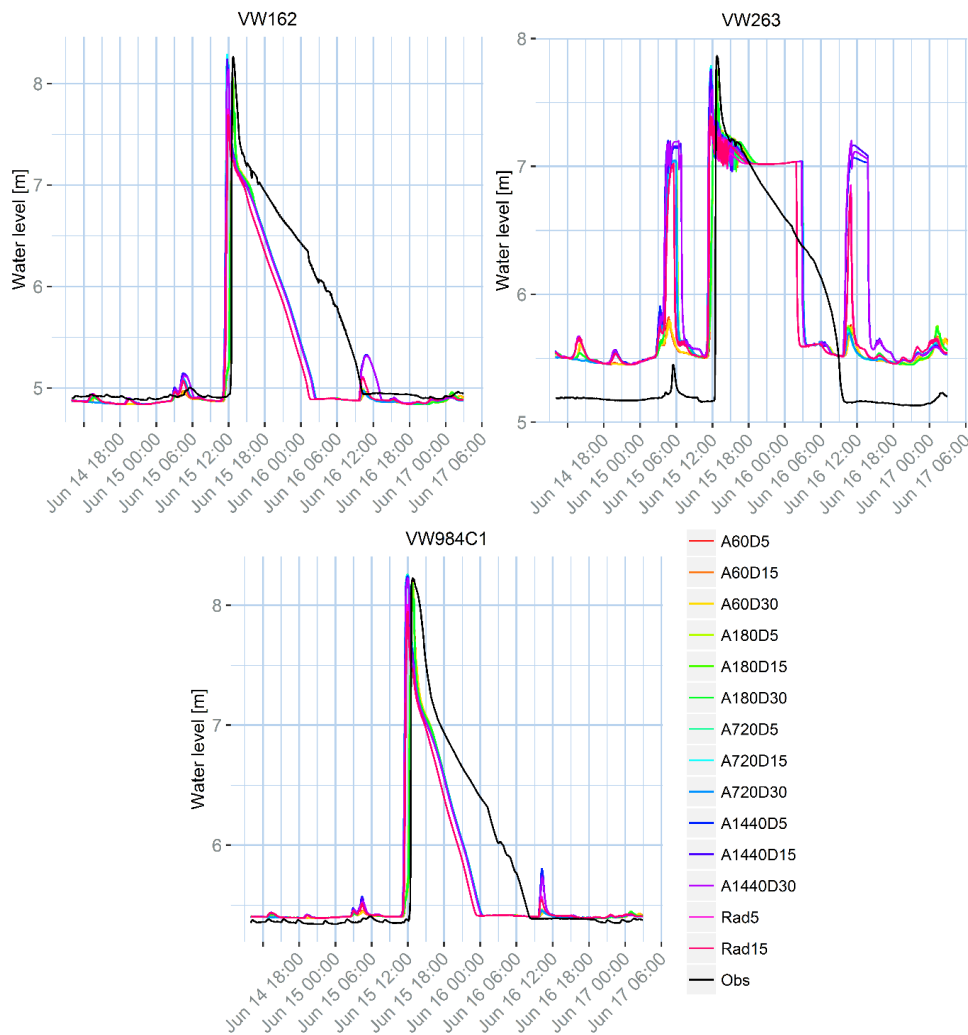 VW162
Water level [m]
8
7
6
5
Jun 14 18:00
Jun 15 00:00
Jun 15 06:00
Jun 15 12:00
Jun 15 18:00
Jun 16 00:00
Jun 16 06:00
Jun 16 12:00
Jun 16 18:00
Jun 17 00:00
Jun 17 06:00
VW263
Water level [m]
8
7
6
5
Jun 14 18:00
Jun 15 00:00
Jun 15 06:00
Jun 15 12:00
Jun 15 18:00
Jun 16 00:00
Jun 16 06:00
Jun 16 12:00
Jun 16 18:00
Jun 17 00:00
Jun 17 06:00
VW984C1
Water level [m]
8
7
6
Jun 14 18:00
Jun 15 00:00
Jun 15 06:00
Jun 15 12:00
Jun 15 18:00
Jun 16 00:00
Jun 16 06:00
Jun 16 12:00
Jun 16 18:00
Jun 17 00:00
Jun 17 06:00
A60D5
A60D15
A60D30
A180D5
A180D15
A180D30
A720D5
A720D15
A720D30
A1440D5
A1440D15
A1440D30
Rad5
Rad15
Obs